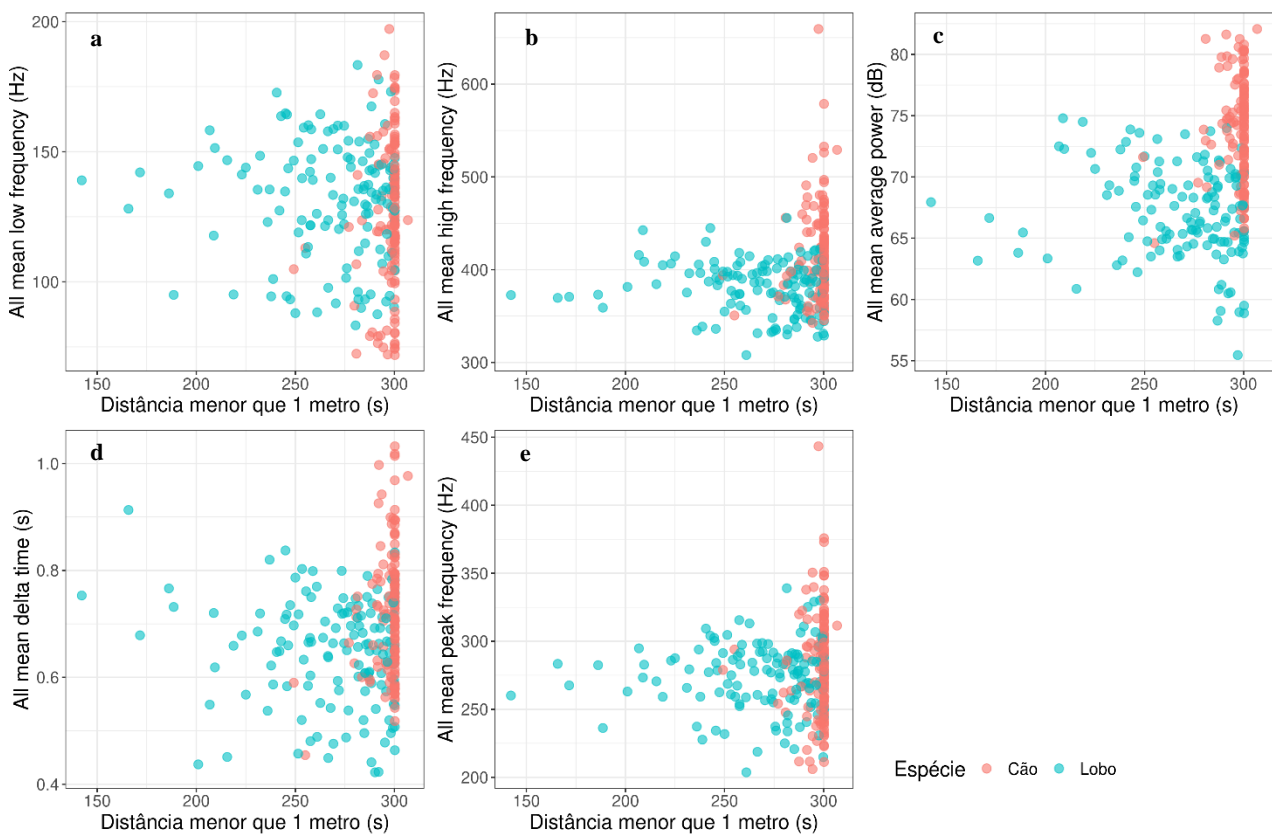 a
All mean low frequency (Hz)
200
150
100
150
200
250
300
Distância menor que 1 metro (s)
b
All mean high frequency (Hz)
600
500
400
300
150
200
250
300
Distância menor que 1 metro (s)
c
All mean average power (dB)
80
75
70
65
60
55
150
200
250
300
Distância menor que 1 metro (s)
d
All mean delta time (s)
1.0
0.8
0.6
0.4
150
200
250
300
Distância menor que 1 metro (s)
e
All mean peak frequency (Hz)
450
400
350
300
250
200
150
200
250
300
Distância menor que 1 metro (s)
Espécie Cão Lobo